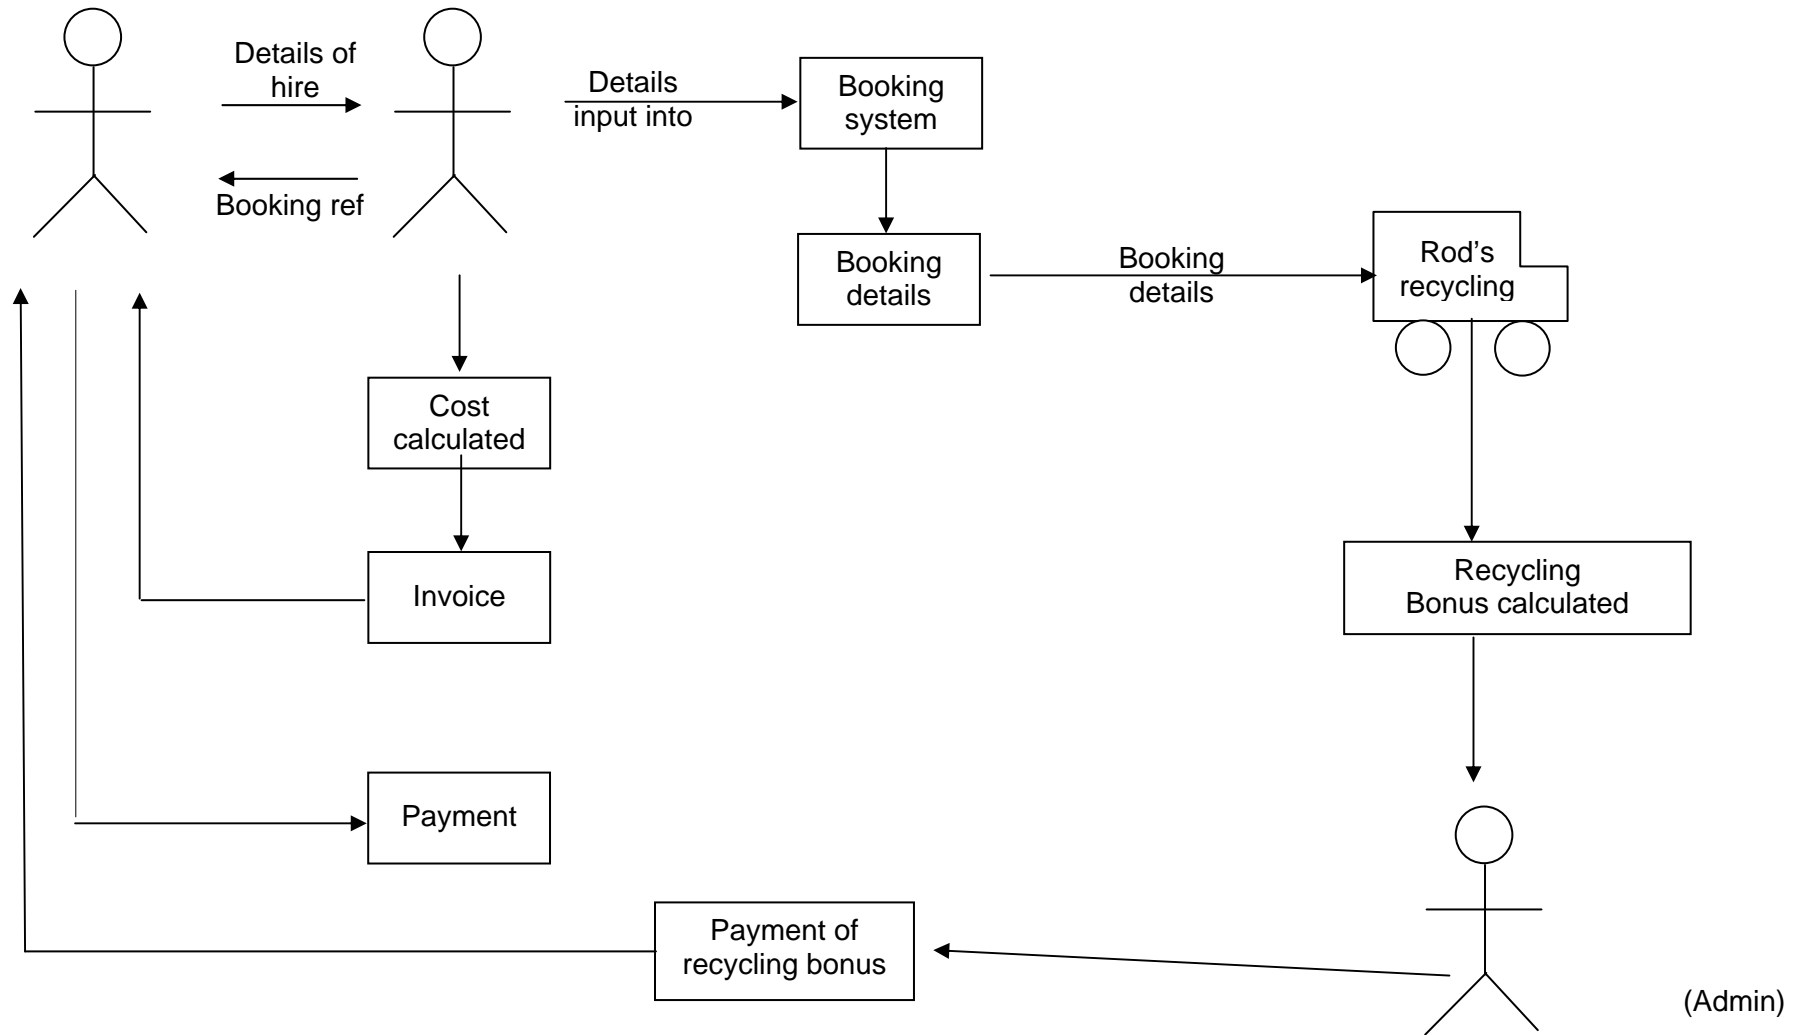 Details of
hire
Booking ref
Details
input into
Booking
system
Booking
details
Booking
details
Rod's
recycling
Cost
calculated
Invoice
Recycling
Bonus calculated
Payment
Payment of
recycling bonus
(Admin)